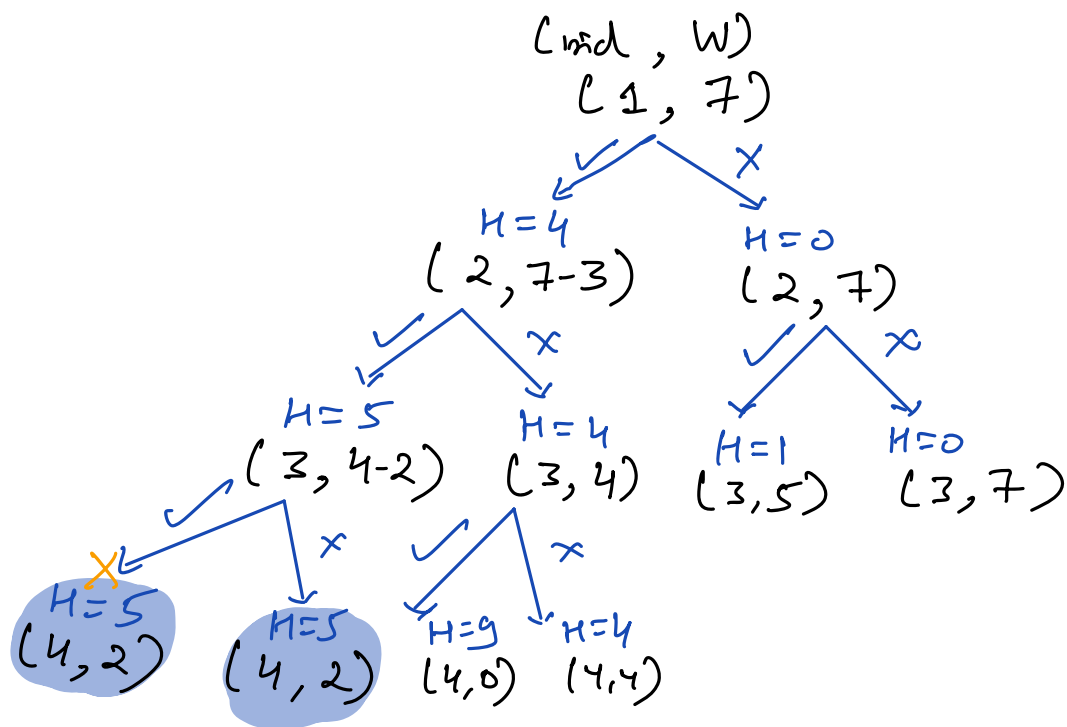 (ind, W)
(1, 7)
✓ X
H=4 H=0
(2, 7-3) (2, 7)
✓ X ✓ X
H=5 H=4 H=1 H=0
(3, 4-2) (3, 4) (3,5) (3, 7)
✓ X ✓ X
X
H=5 H=5 H=9 H=4
(4, 2) (4, 2) (4,0) (4,4)